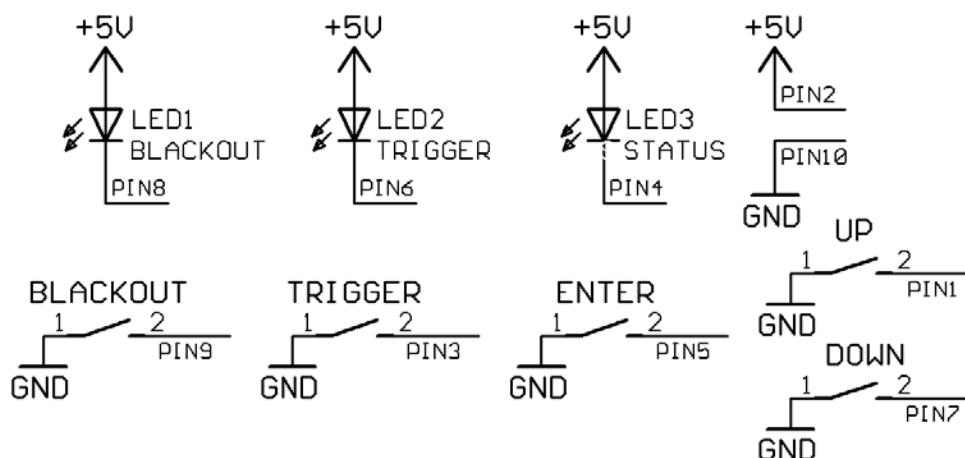 +5V +5V +5V +5V
PIN2
LED1 LED2 LED3
BLACKOUT TRIGGER STATUS
PIN10
PIN8 PIN6 PIN4
GND
UP
1 2
PIN1
GND
BLACKOUT TRIGGER ENTER
1 2 1 2 1 2
PIN9 PIN3 PIN5
GND GND GND
DOWN
1 2
PIN7
GND